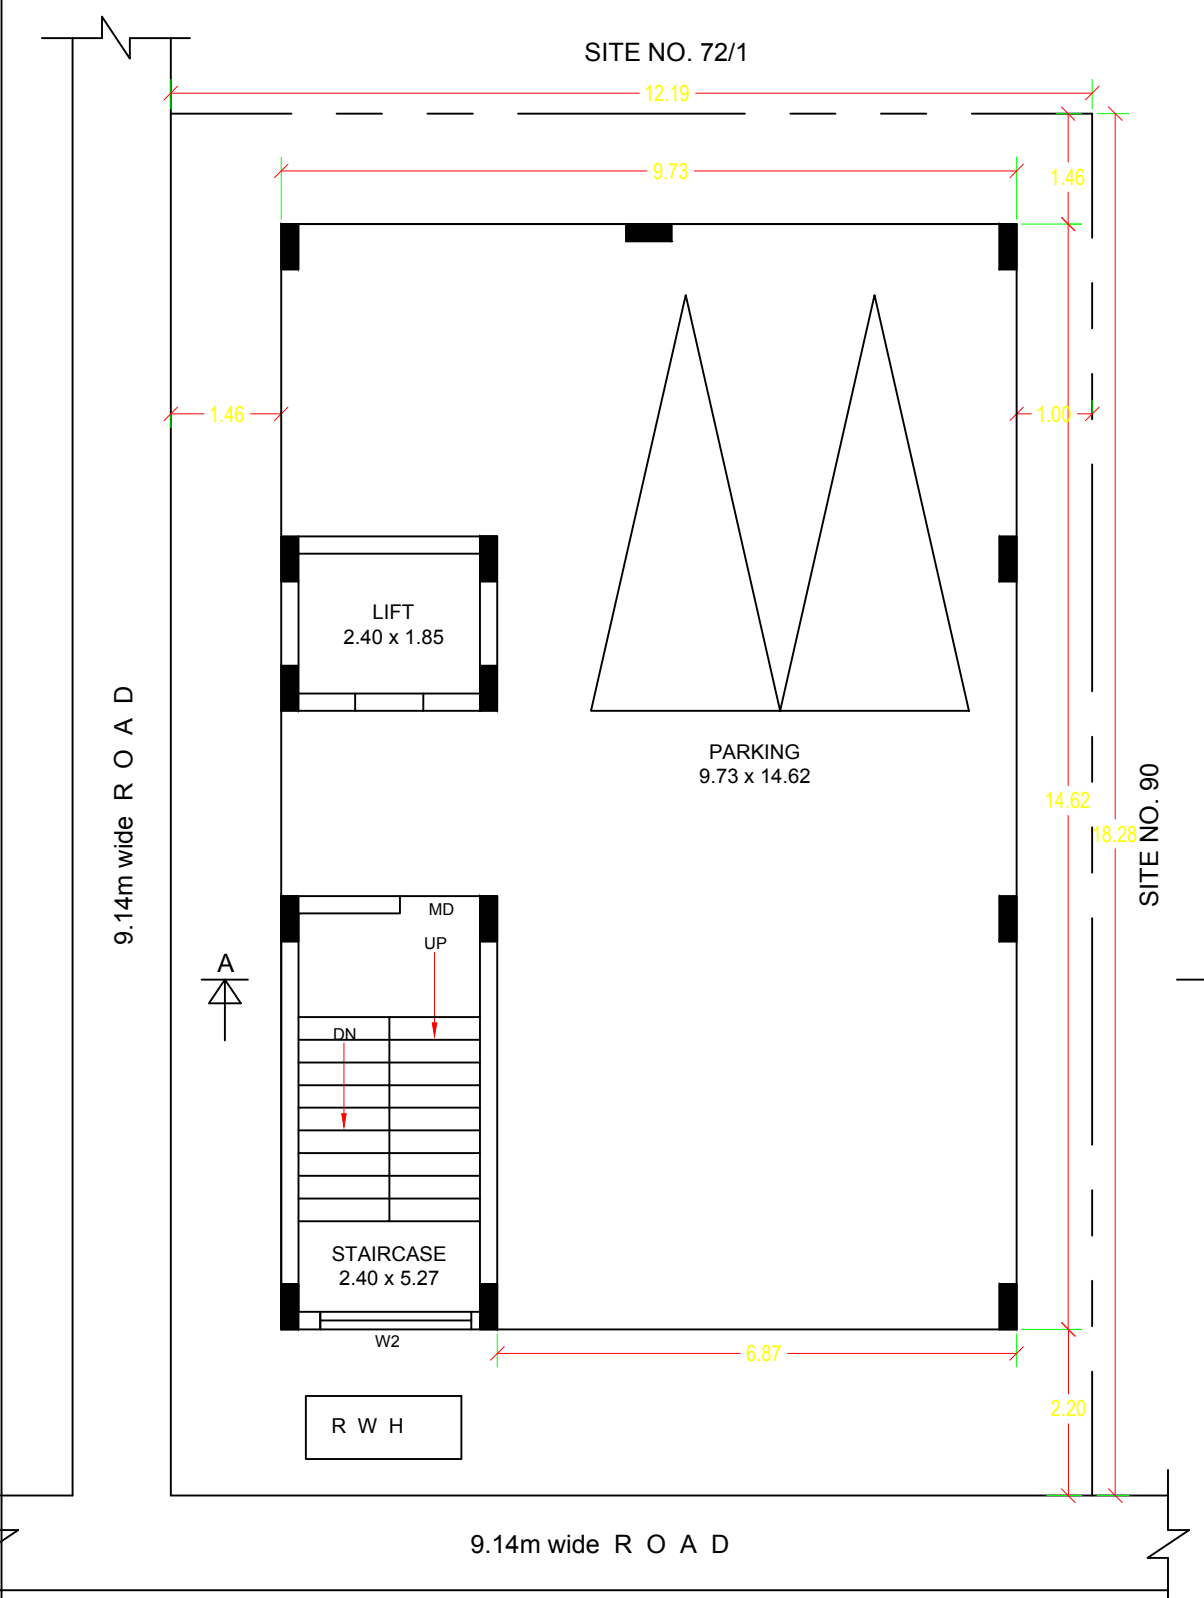 SITE NO. 72/1
12.19
9.73
1.46
1.46
1.00
LIFT
2.40 x 1.85
PARKING
9.73 x 14.62
14.62
18.28
SITE NO. 90
9.14m wide R O A D
MD
UP
A
DN
STAIRCASE
2.40 x 5.27
W2
6.87
2.20
R W H
9.14m wide R O A D